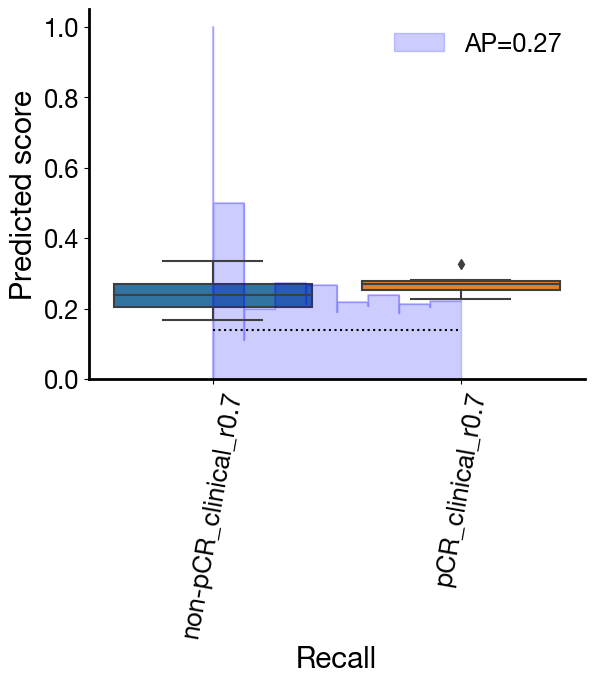 1.0
AP=0.27
0.8
Predicted score
0.6
0.4
0.2
0.0
non-pCR_clinical_r0.7
pCR_clinical_r0.7
Recall